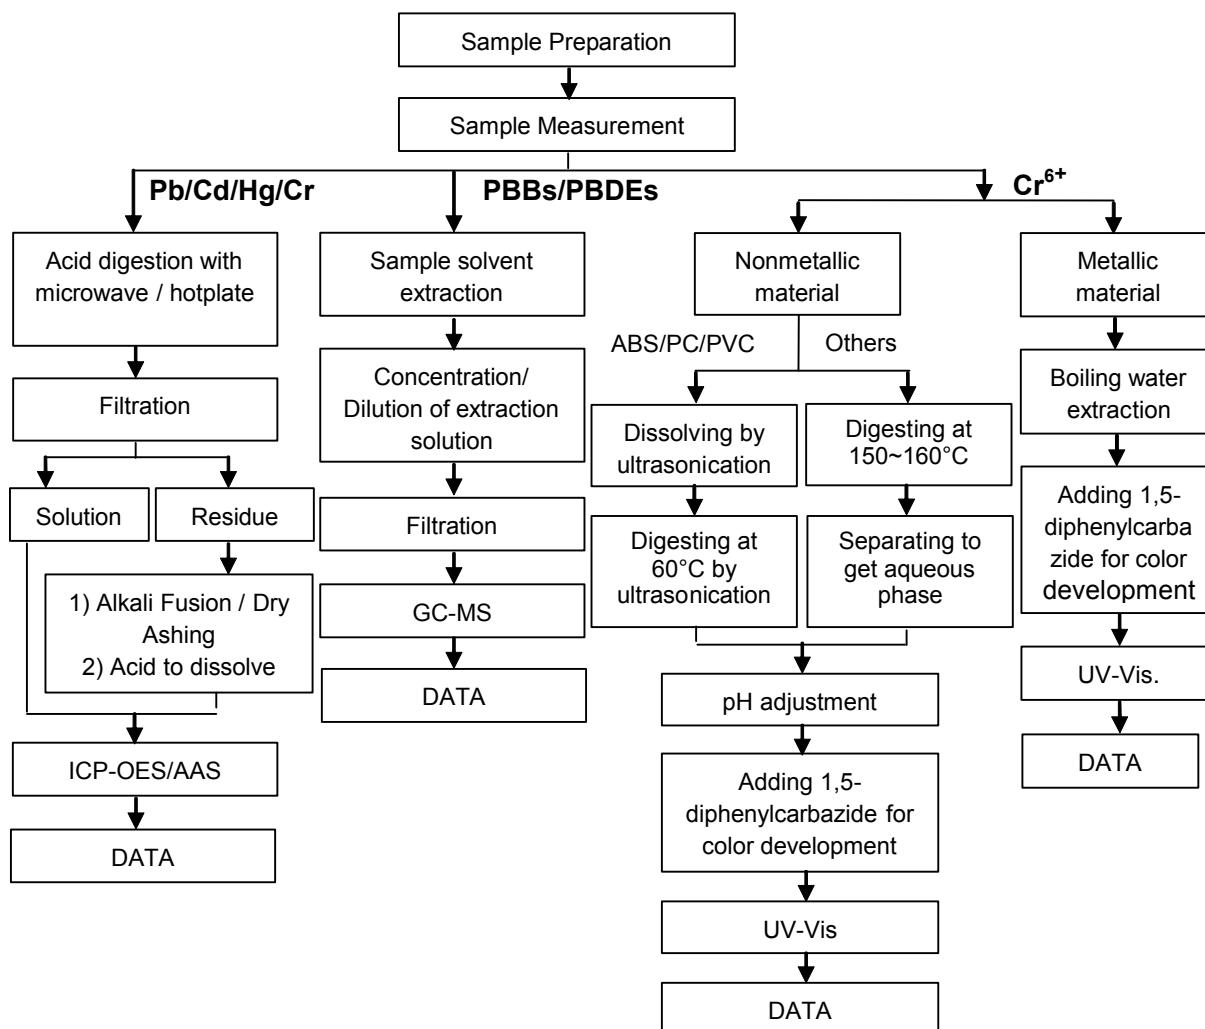 Sample Preparation
Sample Measurement
Pb/Cd/Hg/Cr
PBBs/PBDEs
Cr⁶⁺
Acid digestion with
microwave / hotplate
Filtration
Solution
Residue
1) Alkali Fusion / Dry
Ashing
2) Acid to dissolve
ICP-OES/AAS
DATA
Sample solvent
extraction
Concentration/
Dilution of extraction
solution
Filtration
GC-MS
DATA
Nonmetallic
material
ABS/PC/PVC
Others
Dissolving by
ultrasonication
Digesting at
60°C by
ultrasonication
Digesting at
150~160°C
Separating to
get aqueous
phase
pH adjustment
Adding 1,5-
diphenylcarbazide for
color development
UV-Vis
DATA
Metallic
material
Boiling water
extraction
Adding 1,5-
diphenylcarba
zide for color
development
UV-Vis.
DATA